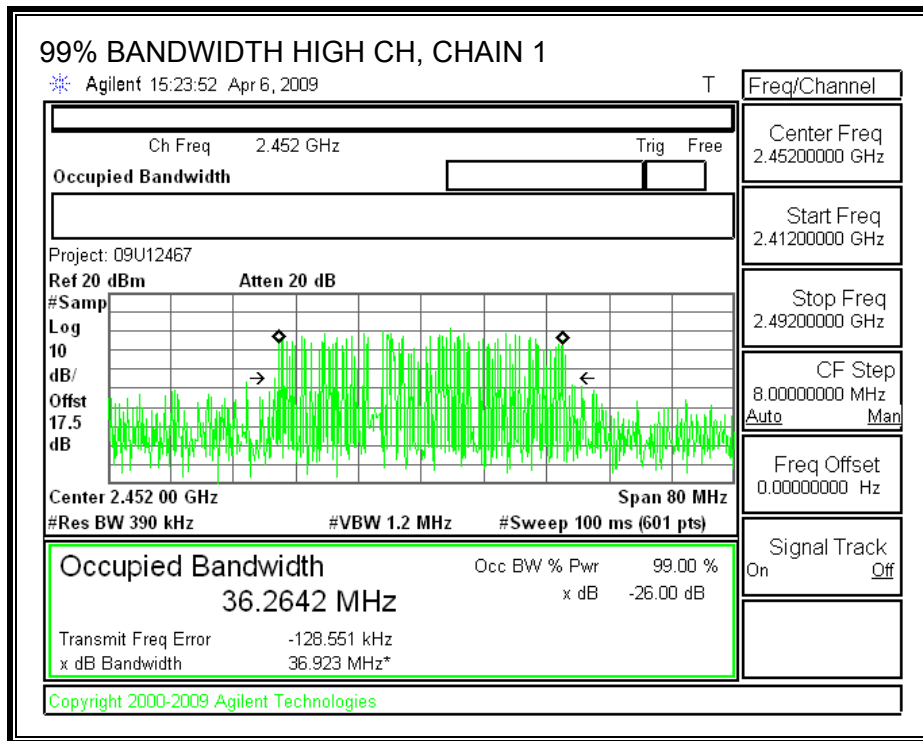 99% BANDWIDTH HIGH CH, CHAIN 1
Agilent 15:23:52 Apr 6, 2009 T
Freq/Channel
Ch Freq 2.452 GHz Trig Free
Occupied Bandwidth
Center Freq
2.45200000 GHz
Start Freq
2.41200000 GHz
Stop Freq
2.49200000 GHz
CF Step
8.00000000 MHz
Auto Man
Freq Offset
0.00000000 Hz
Signal Track
On Off
Project: 09U12467
Ref 20 dBm Atten 20 dB
#Samp
Log
10
dB/
Offst
17.5
dB
Center 2.452 00 GHz Span 80 MHz
#Res BW 390 kHz #VBW 1.2 MHz #Sweep 100 ms (601 pts)
Occupied Bandwidth
36.2642 MHz
Occ BW % Pwr 99.00 %
x dB -26.00 dB
Transmit Freq Error -128.551 kHz
x dB Bandwidth 36.923 MHz*
Copyright 2000-2009 Agilent Technologies